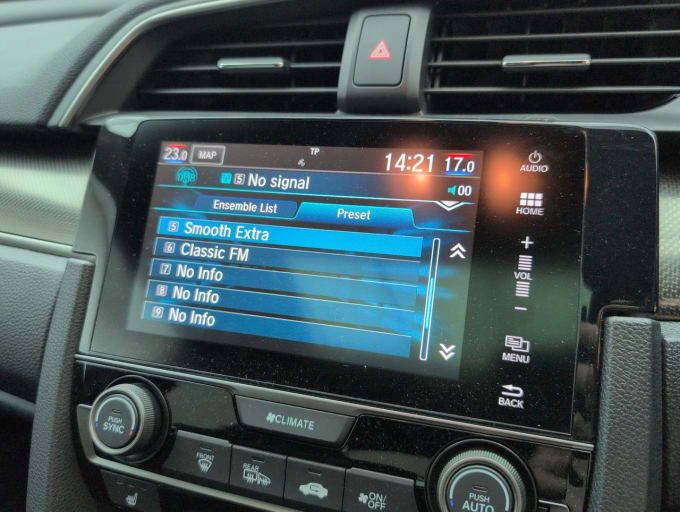 23.0 MAP TP 14:21 17.0
AUDIO
DAB 5 No signal 00
HOME
Ensemble List Preset
5 Smooth Extra
6 Classic FM
7 No Info
8 No Info
9 No Info
+
VOL
−
MENU
BACK
PUSH
SYNC
CLIMATE
FRONT
REAR
ON/
OFF
PUSH
AUTO